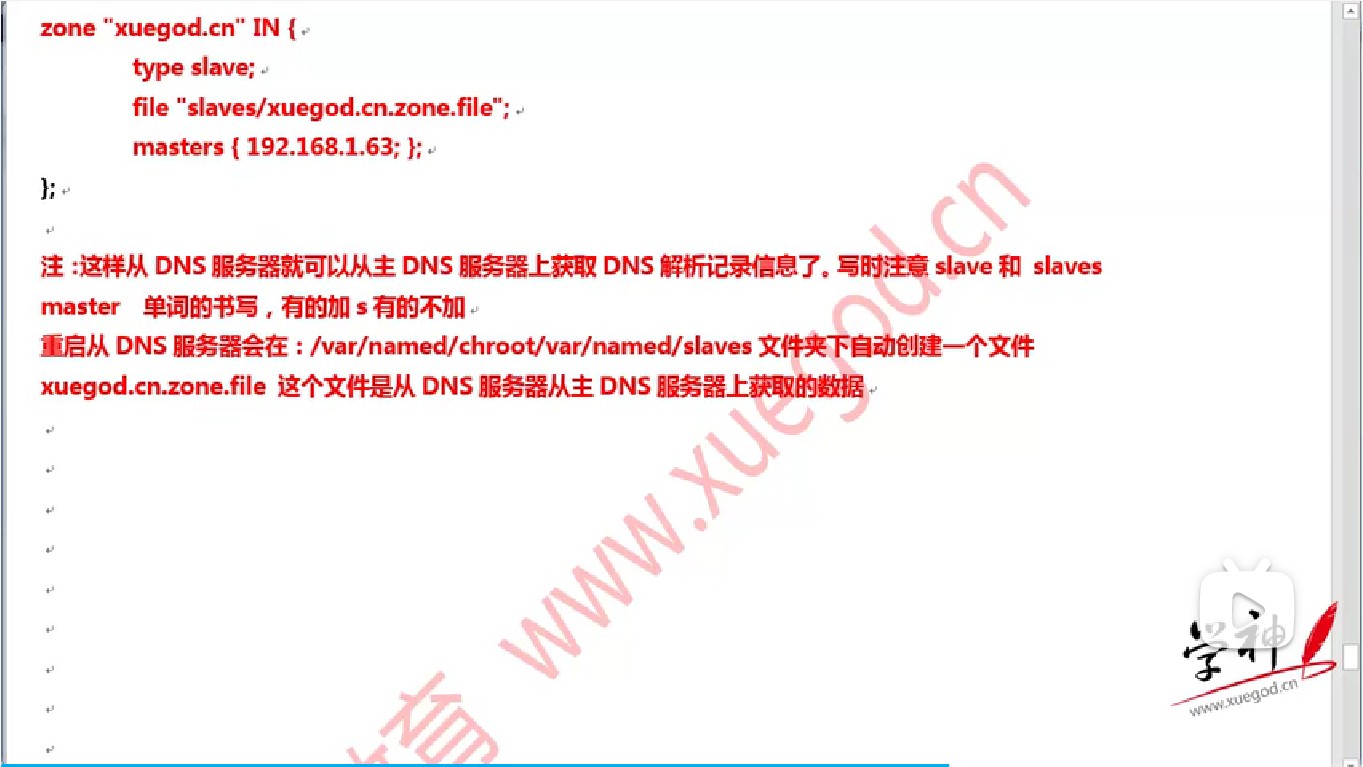 zone "xuegod.cn" IN {
type slave;
file "slaves/xuegod.cn.zone.file";
masters { 192.168.1.63; };
};
注：这样从 DNS 服务器就可以从主 DNS 服务器上获取 DNS 解析记录信息了。写时注意 slave 和 slaves
master 单词的书写，有的加 s 有的不加
重启从 DNS 服务器会在：/var/named/chroot/var/named/slaves 文件夹下自动创建一个文件
xuegod.cn.zone.file 这个文件是从 DNS 服务器从主 DNS 服务器上获取的数据
教育 www.xuegod.cn
学神
www.xuegod.cn